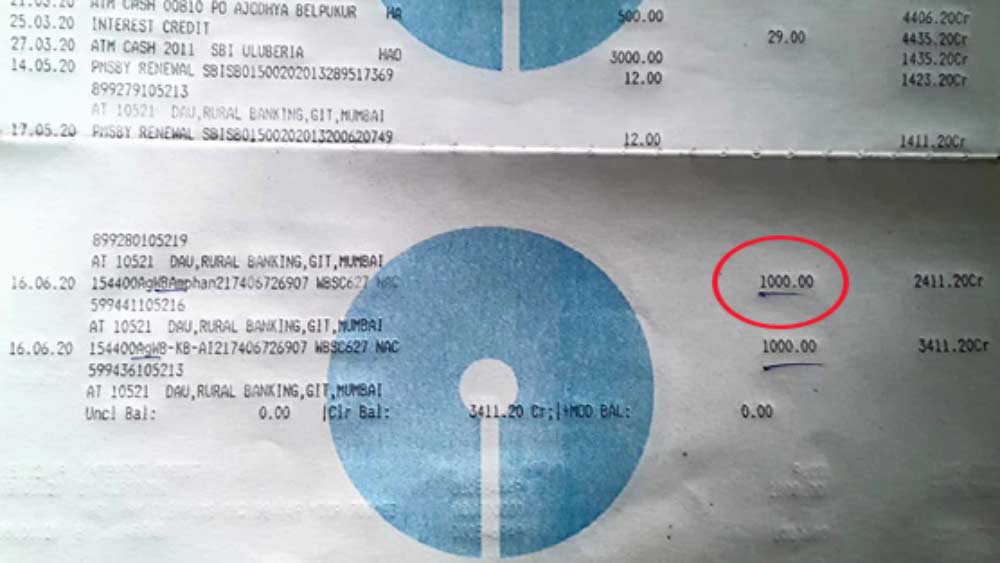 21.03.20 ATM CASH 00810 PO AJODHYA BELPUKUR HA 500.00 4406.20Cr
25.03.20 INTEREST CREDIT 29.00 4435.20Cr
27.03.20 ATM CASH 2011 SBI ULUBERIA HAO 3000.00 1435.20Cr
14.05.20 PMSBY RENEWAL SBISB01500202013289517369 12.00 1423.20Cr
899279105213
AT 10521 DAU,RURAL BANKING,GIT,MUMBAI
17.05.20 PMSBY RENEWAL SBISB01500202013200620749 12.00 1411.20Cr
899280105219
AT 10521 DAU,RURAL BANKING,GIT,MUMBAI
16.06.20 154400AgWBAmphan217406726907 WBSC627 NAC 1000.00 2411.20Cr
599441105216
AT 10521 DAU,RURAL BANKING,GIT,MUMBAI
16.06.20 154400AgWB-KB-AI217406726907 WBSC627 NAC 1000.00 3411.20Cr
599436105213
AT 10521 DAU,RURAL BANKING,GIT,MUMBAI
Uncl Bal: 0.00 |Clr Bal: 3411.20 Cr;|+MOD BAL: 0.00